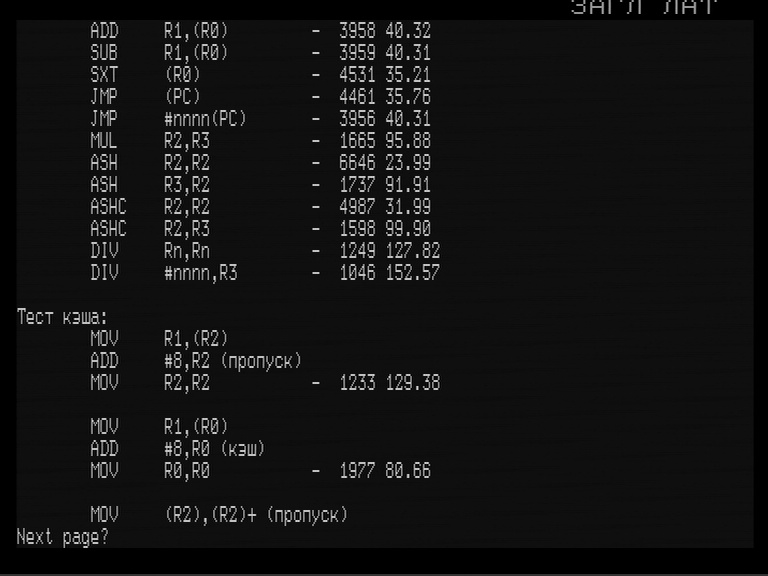 ЗАГЛ ЛАТ
ADD R1,(R0) - 3958 40.32
SUB R1,(R0) - 3959 40.31
SXT (R0) - 4531 35.21
JMP (PC) - 4461 35.76
JMP #nnnn(PC) - 3956 40.31
MUL R2,R3 - 1665 95.88
ASH R2,R2 - 6646 23.99
ASH R3,R2 - 1737 91.91
ASHC R2,R2 - 4987 31.99
ASHC R2,R3 - 1598 99.90
DIV Rn,Rn - 1249 127.82
DIV #nnnn,R3 - 1046 152.57
Тест кэша:
MOV R1,(R2)
ADD #8,R2 (пропуск)
MOV R2,R2 - 1233 129.38
MOV R1,(R0)
ADD #8,R0 (кэш)
MOV R0,R0 - 1977 80.66
MOV (R2),(R2)+ (пропуск)
Next page?